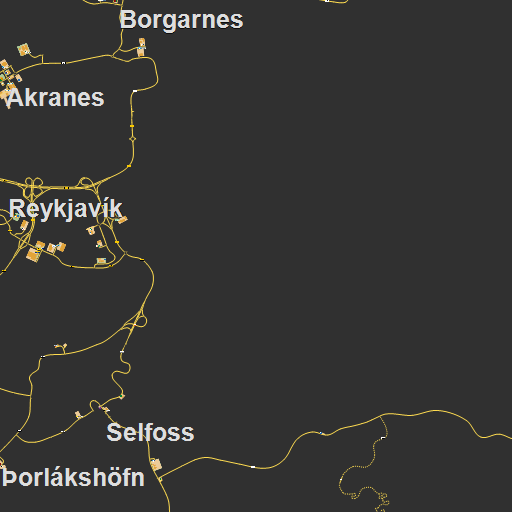 Borgarnes
Akranes
Reykjavík
Selfoss
Þorlákshöfn